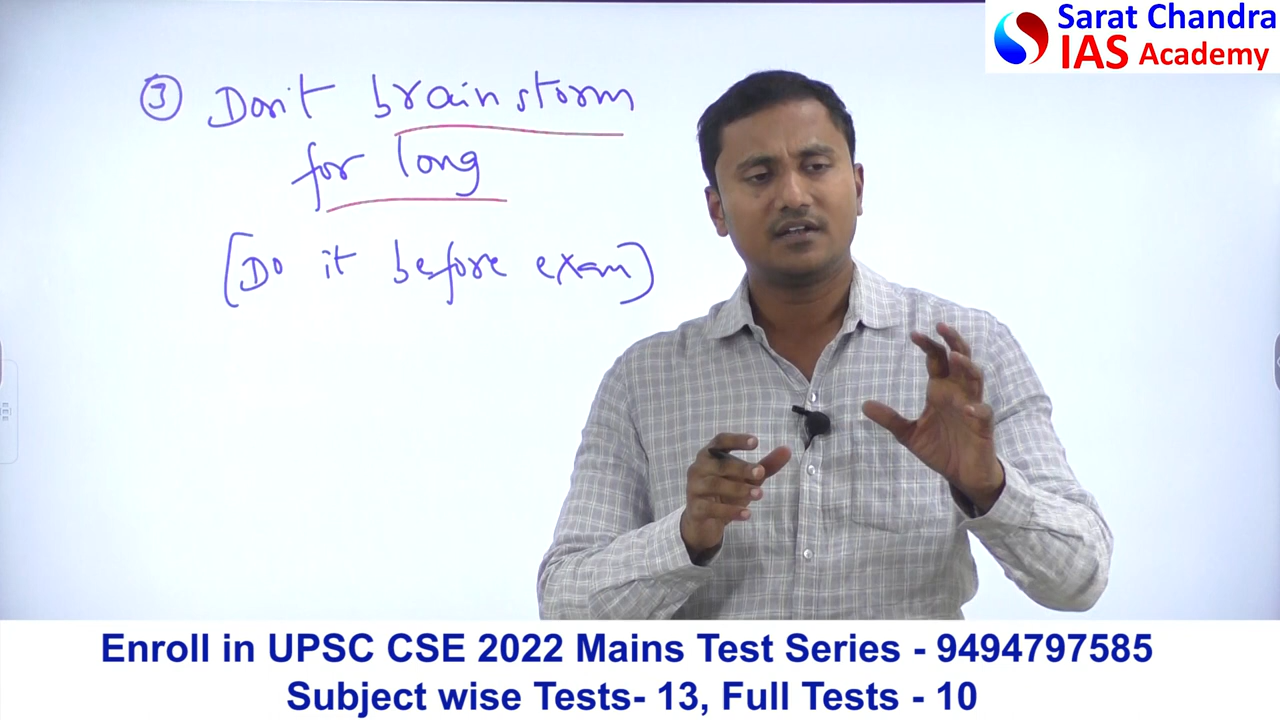 Sarat Chandra
IAS Academy
③ Don't brainstorm
for long
(Do it before exam)
Enroll in UPSC CSE 2022 Mains Test Series - 9494797585
Subject wise Tests- 13, Full Tests - 10